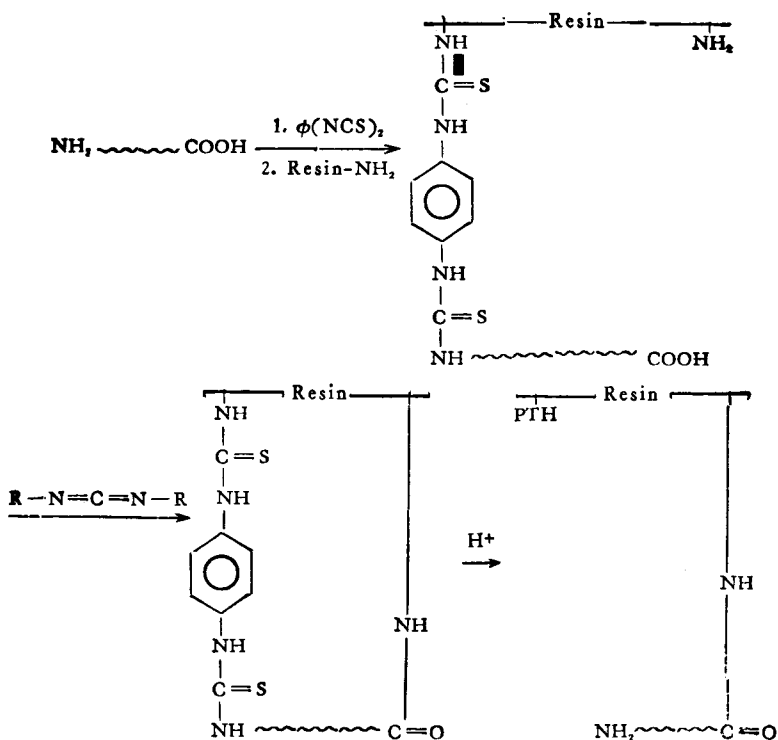 Resin
NH NH₂
C=S
NH
NH₂ COOH
1. φ(NCS)₂
2. Resin-NH₂
NH
C=S
NH COOH
Resin
NH
C=S
NH
R-N=C=N-R
NH
NH
C=S
NH C=O
H+
Resin
PTH
NH
NH₂ C=O